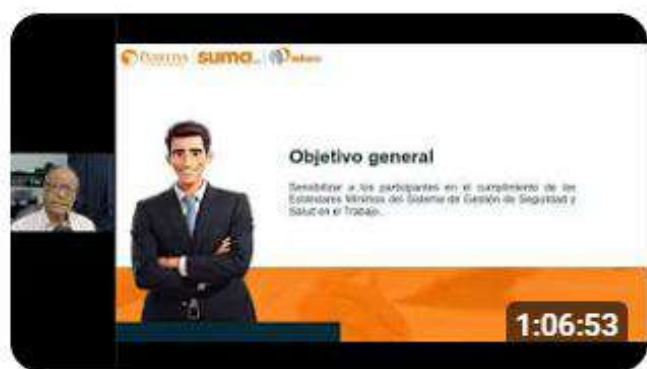 POSITIVA suma
Objetivo general
Sensibilizar a los participantes en el cumplimiento de los
Estándares Mínimos del Sistema de Gestión de Seguridad y
Salud en el Trabajo.
1:06:53